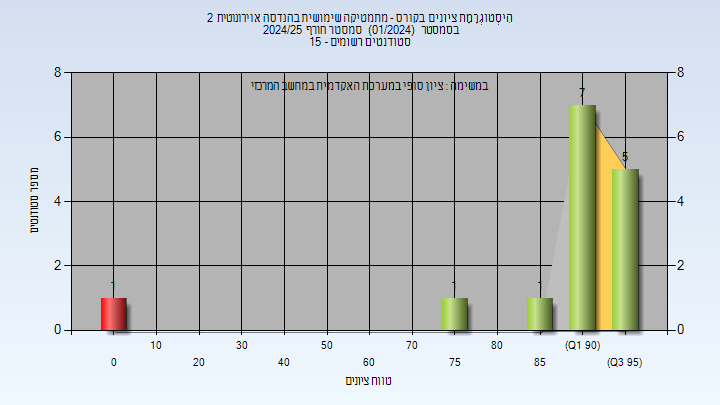 היסטוגרמת ציונים בקורס - מתמטיקה שימושית בהנדסה אוירונוטית 2
בסמסטר (01/2024) סמסטר חורף 2024/25
סטודנטים רשומים - 15
במשימה : ציון סופי במערכת האקדמית במחשב המרכזי
מספר סטודנטים
8 8
6 6
4 4
2 2
0 0
1 1 1 7 5
10 30 50 70 (Q1 90)
0 20 40 60 75 85 (Q3 95)
טווח ציונים